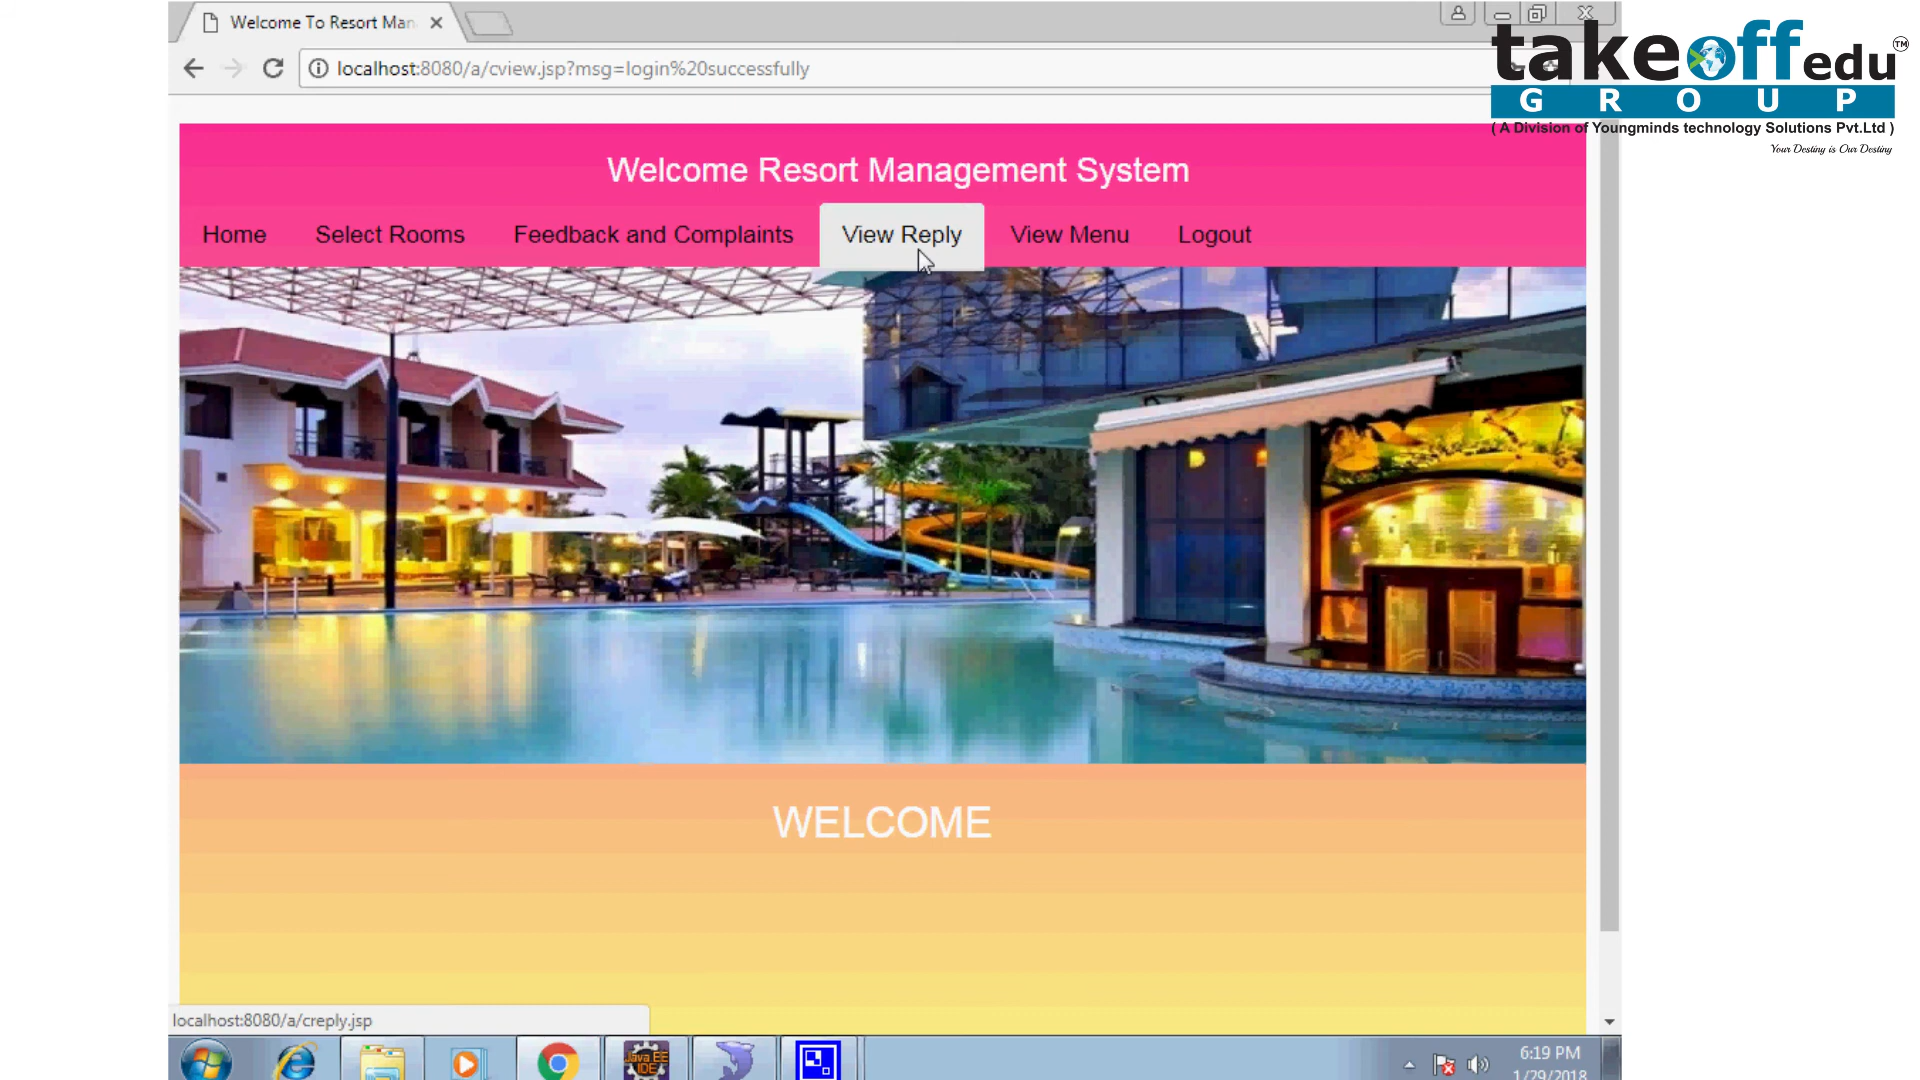 Welcome To Resort Man
localhost:8080/a/cview.jsp?msg=login%20successfully
takeoffedu
TM
GROUP
( A Division of Youngminds technology Solutions Pvt.Ltd )
Your Destiny is Our Destiny
Welcome Resort Management System
Home Select Rooms Feedback and Complaints View Reply View Menu Logout
WELCOME
localhost:8080/a/creply.jsp
Java EE
IDE
6:19 PM
1/29/2018